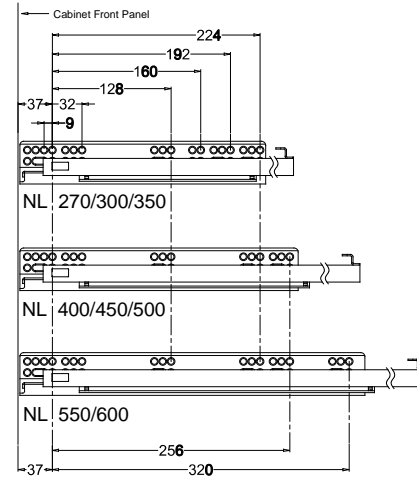 Cabinet Front Panel
224
192
160
128
37 32
9
NL 270/300/350
NL 400/450/500
NL 550/600
256
37 320